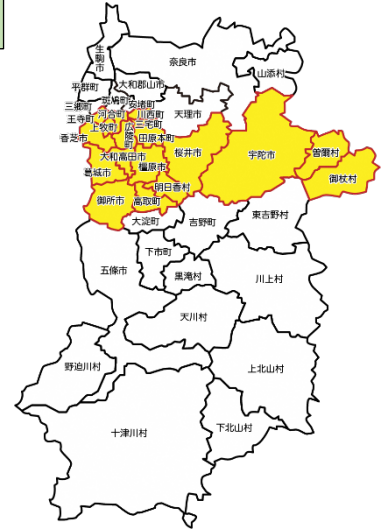 生駒市
奈良市
山添村
平群町
大和郡山市
斑鳩町
安堵町
三郷町
河合町
川西町
天理市
王寺町
上牧町
広陵町
三宅町
田原本町
香芝市
大和高田市
橿原市
桜井市
宇陀市
曽爾村
葛城市
明日香村
御杖村
御所市
高取町
大淀町
吉野町
東吉野村
五條市
下市町
黒滝村
川上村
天川村
野迫川村
上北山村
十津川村
下北山村